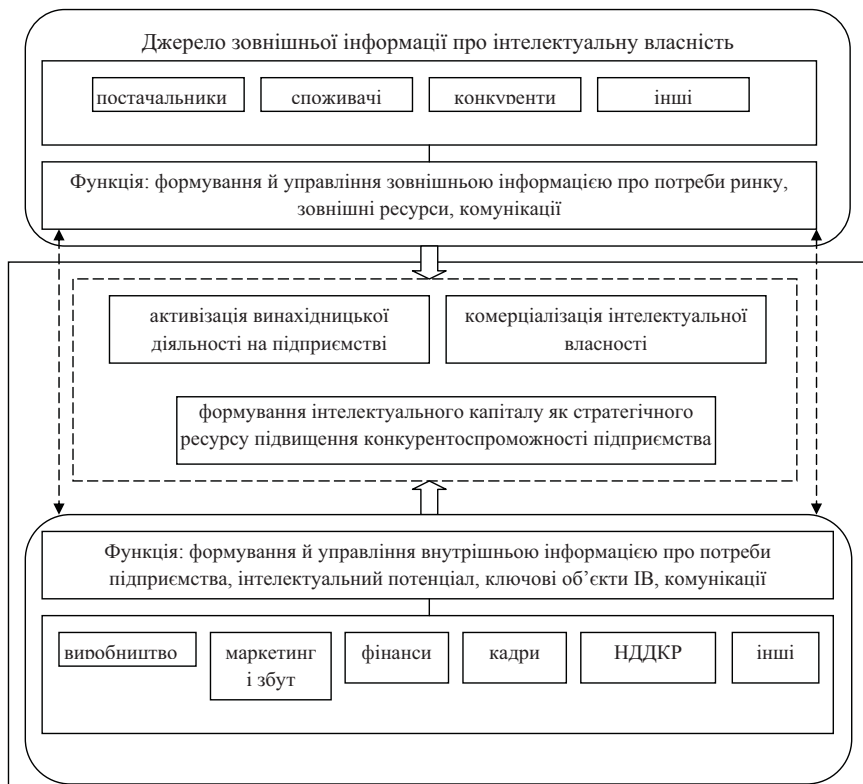 Джерело зовнішньої інформації про інтелектуальну власність
постачальники
споживачі
конкуренти
інші
Функція: формування й управління зовнішньою інформацією про потреби ринку,
зовнішні ресурси, комунікації
активізація винахідницької
діяльності на підприємстві
комерціалізація інтелектуальної
власності
формування інтелектуального капіталу як стратегічного
ресурсу підвищення конкурентоспроможності підприємства
Функція: формування й управління внутрішньою інформацією про потреби
підприємства, інтелектуальний потенціал, ключові об’єкти ІВ, комунікації
виробництво
маркетинг
і збут
фінанси
кадри
НДДКР
інші